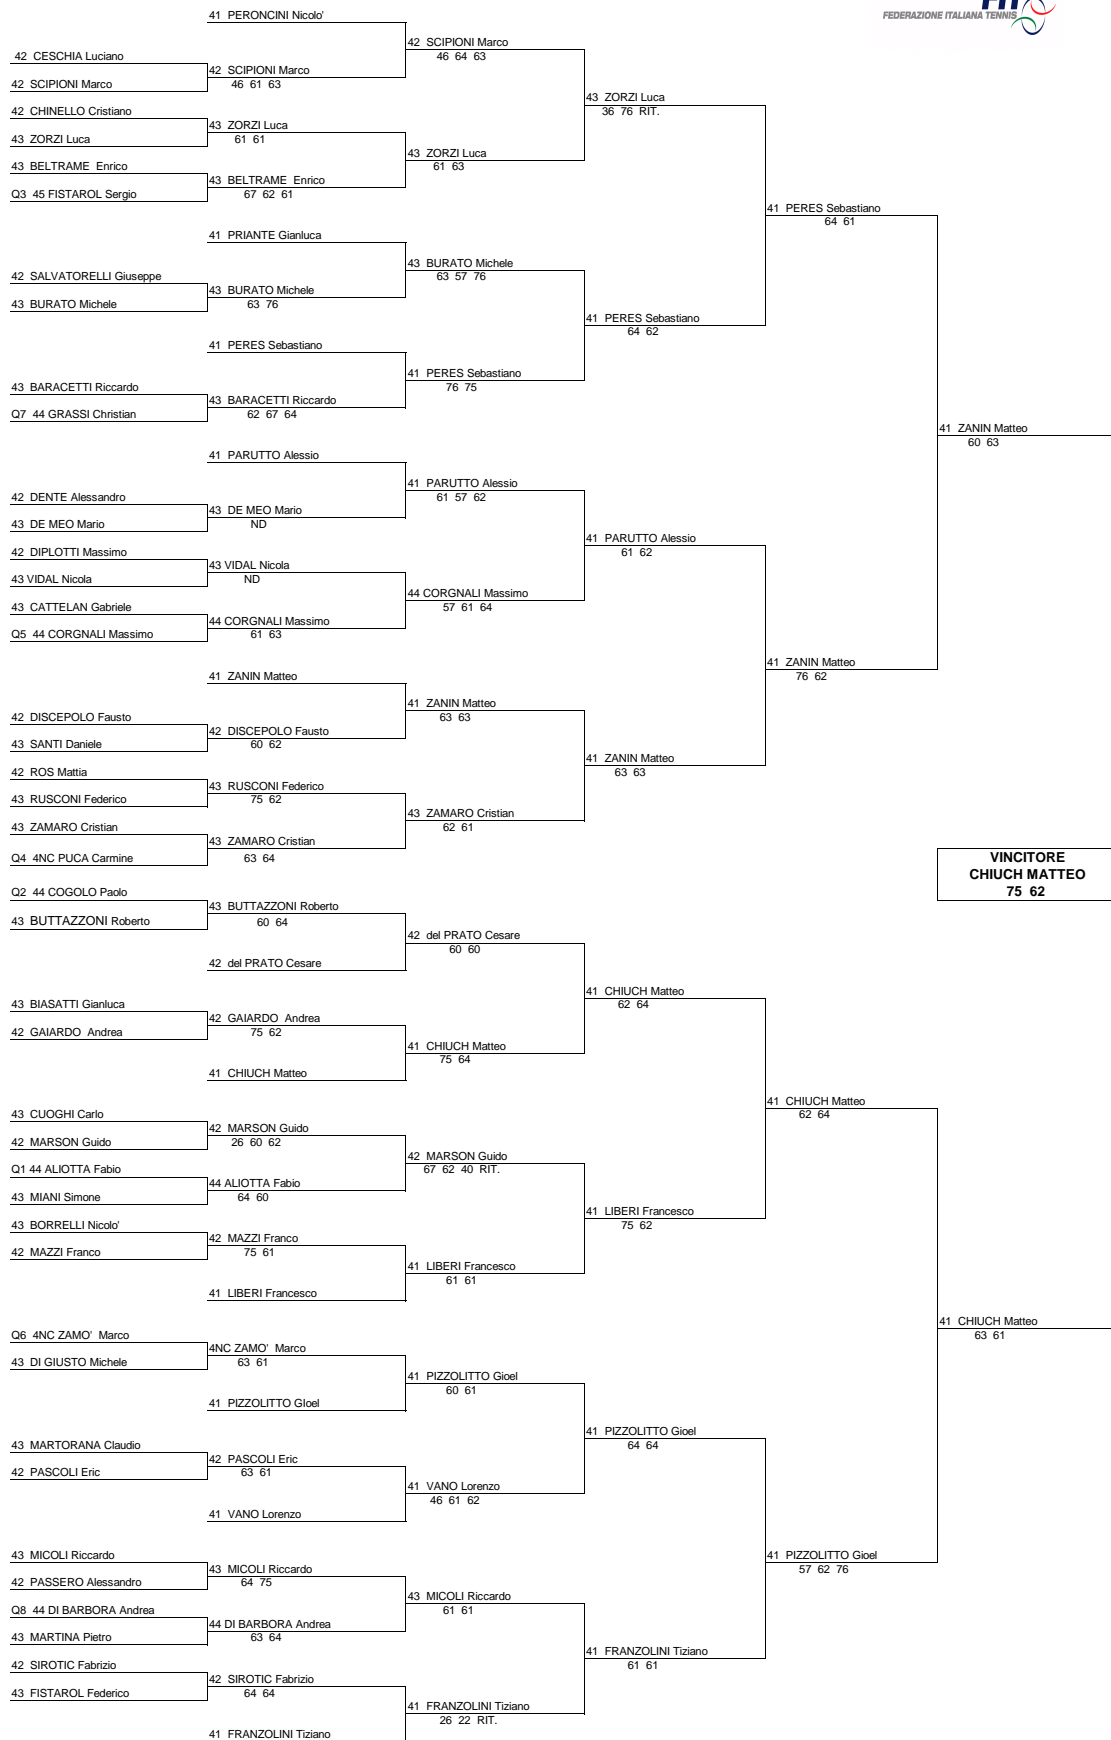 FIT
FEDERAZIONE ITALIANA TENNIS
41 PERONCINI Nicolo'
42 SCIPIONI Marco
46 64 63
42 CESCHIA Luciano
42 SCIPIONI Marco
46 61 63
42 SCIPIONI Marco
43 ZORZI Luca
36 76 RIT.
42 CHINELLO Cristiano
43 ZORZI Luca
61 61
43 ZORZI Luca
43 ZORZI Luca
61 63
43 BELTRAME Enrico
43 BELTRAME Enrico
67 62 61
Q3 45 FISTAROL Sergio
41 PERES Sebastiano
64 61
41 PRIANTE Gianluca
43 BURATO Michele
63 57 76
42 SALVATORELLI Giuseppe
43 BURATO Michele
63 76
43 BURATO Michele
41 PERES Sebastiano
64 62
41 PERES Sebastiano
41 PERES Sebastiano
76 75
43 BARACETTI Riccardo
43 BARACETTI Riccardo
62 67 64
Q7 44 GRASSI Christian
41 ZANIN Matteo
60 63
41 PARUTTO Alessio
41 PARUTTO Alessio
61 57 62
42 DENTE Alessandro
43 DE MEO Mario
ND
43 DE MEO Mario
41 PARUTTO Alessio
61 62
42 DIPLOTTI Massimo
43 VIDAL Nicola
ND
43 VIDAL Nicola
44 CORGNALI Massimo
57 61 64
43 CATTELAN Gabriele
44 CORGNALI Massimo
61 63
Q5 44 CORGNALI Massimo
41 ZANIN Matteo
76 62
41 ZANIN Matteo
41 ZANIN Matteo
63 63
42 DISCEPOLO Fausto
42 DISCEPOLO Fausto
60 62
43 SANTI Daniele
41 ZANIN Matteo
63 63
42 ROS Mattia
43 RUSCONI Federico
75 62
43 RUSCONI Federico
43 ZAMARO Cristian
62 61
43 ZAMARO Cristian
43 ZAMARO Cristian
63 64
Q4 4NC PUCA Carmine
VINCITORE
CHIUCH MATTEO
75 62
Q2 44 COGOLO Paolo
43 BUTTAZZONI Roberto
60 64
43 BUTTAZZONI Roberto
42 del PRATO Cesare
60 60
42 del PRATO Cesare
41 CHIUCH Matteo
62 64
43 BIASATTI Gianluca
42 GAIARDO Andrea
75 62
42 GAIARDO Andrea
41 CHIUCH Matteo
75 64
41 CHIUCH Matteo
41 CHIUCH Matteo
62 64
43 CUOGHI Carlo
42 MARSON Guido
26 60 62
42 MARSON Guido
42 MARSON Guido
67 62 40 RIT.
Q1 44 ALIOTTA Fabio
44 ALIOTTA Fabio
64 60
43 MIANI Simone
41 LIBERI Francesco
75 62
43 BORRELLI Nicolo'
42 MAZZI Franco
75 61
42 MAZZI Franco
41 LIBERI Francesco
61 61
41 LIBERI Francesco
41 CHIUCH Matteo
63 61
Q6 4NC ZAMO' Marco
4NC ZAMO' Marco
63 61
43 DI GIUSTO Michele
41 PIZZOLITTO Gioel
60 61
41 PIZZOLITTO GIoel
41 PIZZOLITTO Gioel
64 64
43 MARTORANA Claudio
42 PASCOLI Eric
63 61
42 PASCOLI Eric
41 VANO Lorenzo
46 61 62
41 VANO Lorenzo
41 PIZZOLITTO Gioel
57 62 76
43 MICOLI Riccardo
43 MICOLI Riccardo
64 75
42 PASSERO Alessandro
43 MICOLI Riccardo
61 61
Q8 44 DI BARBORA Andrea
44 DI BARBORA Andrea
63 64
43 MARTINA Pietro
41 FRANZOLINI Tiziano
61 61
42 SIROTIC Fabrizio
42 SIROTIC Fabrizio
64 64
43 FISTAROL Federico
41 FRANZOLINI Tiziano
26 22 RIT.
41 FRANZOLINI Tiziano